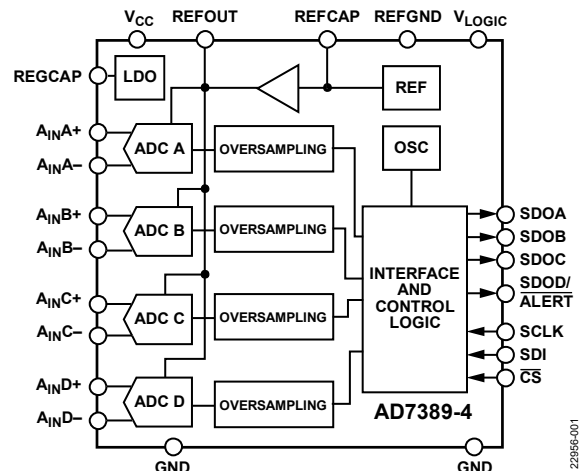 VCC REFOUT REFCAP REFGND VLOGIC
REGCAP LDO
REF
AINA+
AINA–
ADC A
OVERSAMPLING
OSC
AINB+
AINB–
ADC B
OVERSAMPLING
AINC+
AINC–
ADC C
OVERSAMPLING
AIND+
AIND–
ADC D
OVERSAMPLING
INTERFACE
AND
CONTROL
LOGIC
SDOA
SDOB
SDOC
SDOD/
ALERT
SCLK
SDI
CS
AD7389-4
GND GND
22956-001